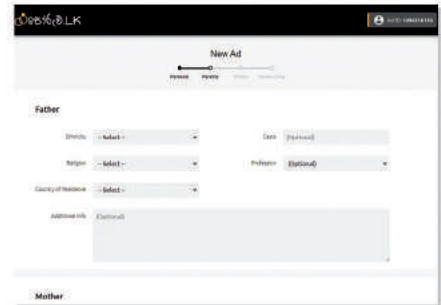 New Ad
Personal Parents
Father
Ethnicity -- Select --
Caste (Optional)
Religion -- Select --
Profession (Optional)
Country of Residence -- Select --
Additional Info (Optional)
Mother